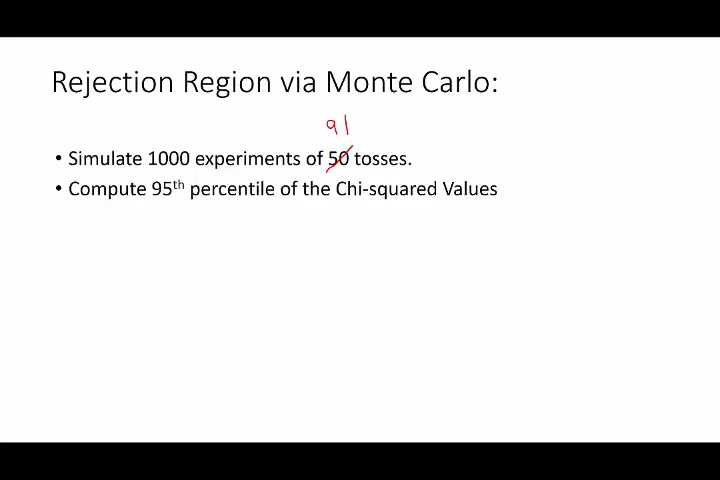 Rejection Region via Monte Carlo:
91
• Simulate 1000 experiments of 50 tosses.
• Compute 95th percentile of the Chi-squared Values